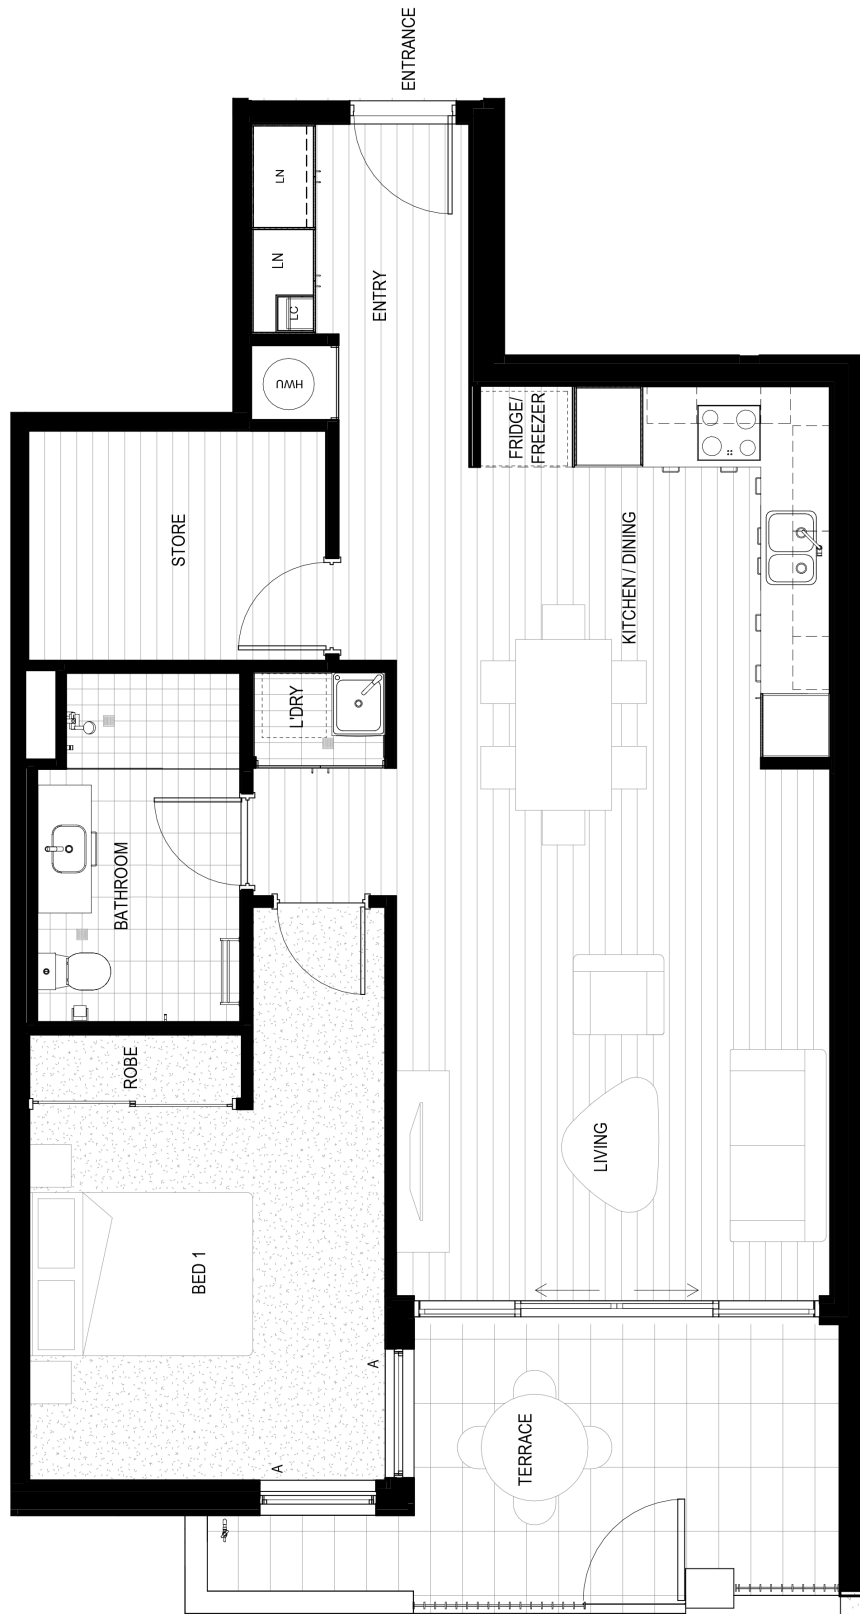 ENTRANCE
LN
LN
LC
ENTRY
HWU
FRIDGE/
FREEZER
STORE
KITCHEN / DINING
L'DRY
BATHROOM
ROBE
LIVING
BED 1
A
A
TERRACE